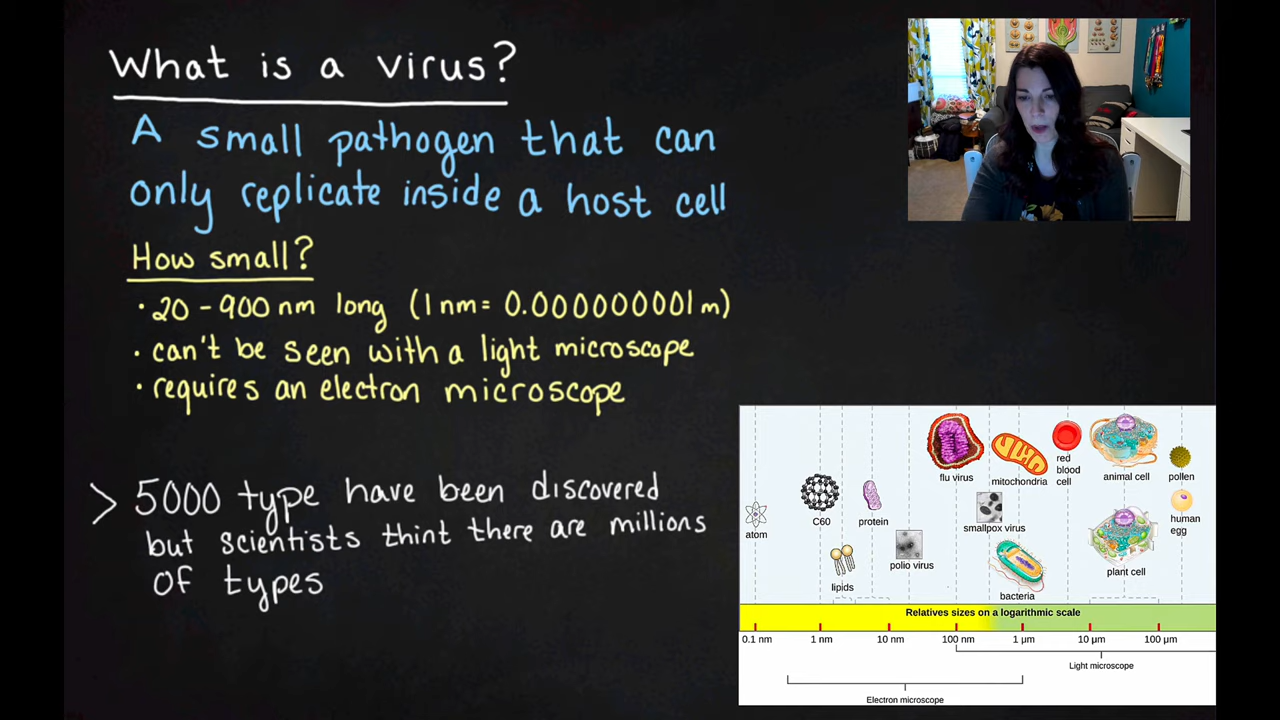 What is a virus?
A small pathogen that can
only replicate inside a host cell
How small?
• 20 - 900 nm long (1 nm = 0.000000001 m)
• can't be seen with a light microscope
• requires an electron microscope
> 5000 type have been discovered
but scientists thint there are millions
of types
flu virus
mitochondria
red
blood
cell
animal cell
pollen
atom
C60
protein
smallpox virus
human
egg
lipids
polio virus
bacteria
plant cell
Relatives sizes on a logarithmic scale
0.1 nm 1 nm 10 nm 100 nm 1 µm 10 µm 100 µm
Light microscope
Electron microscope